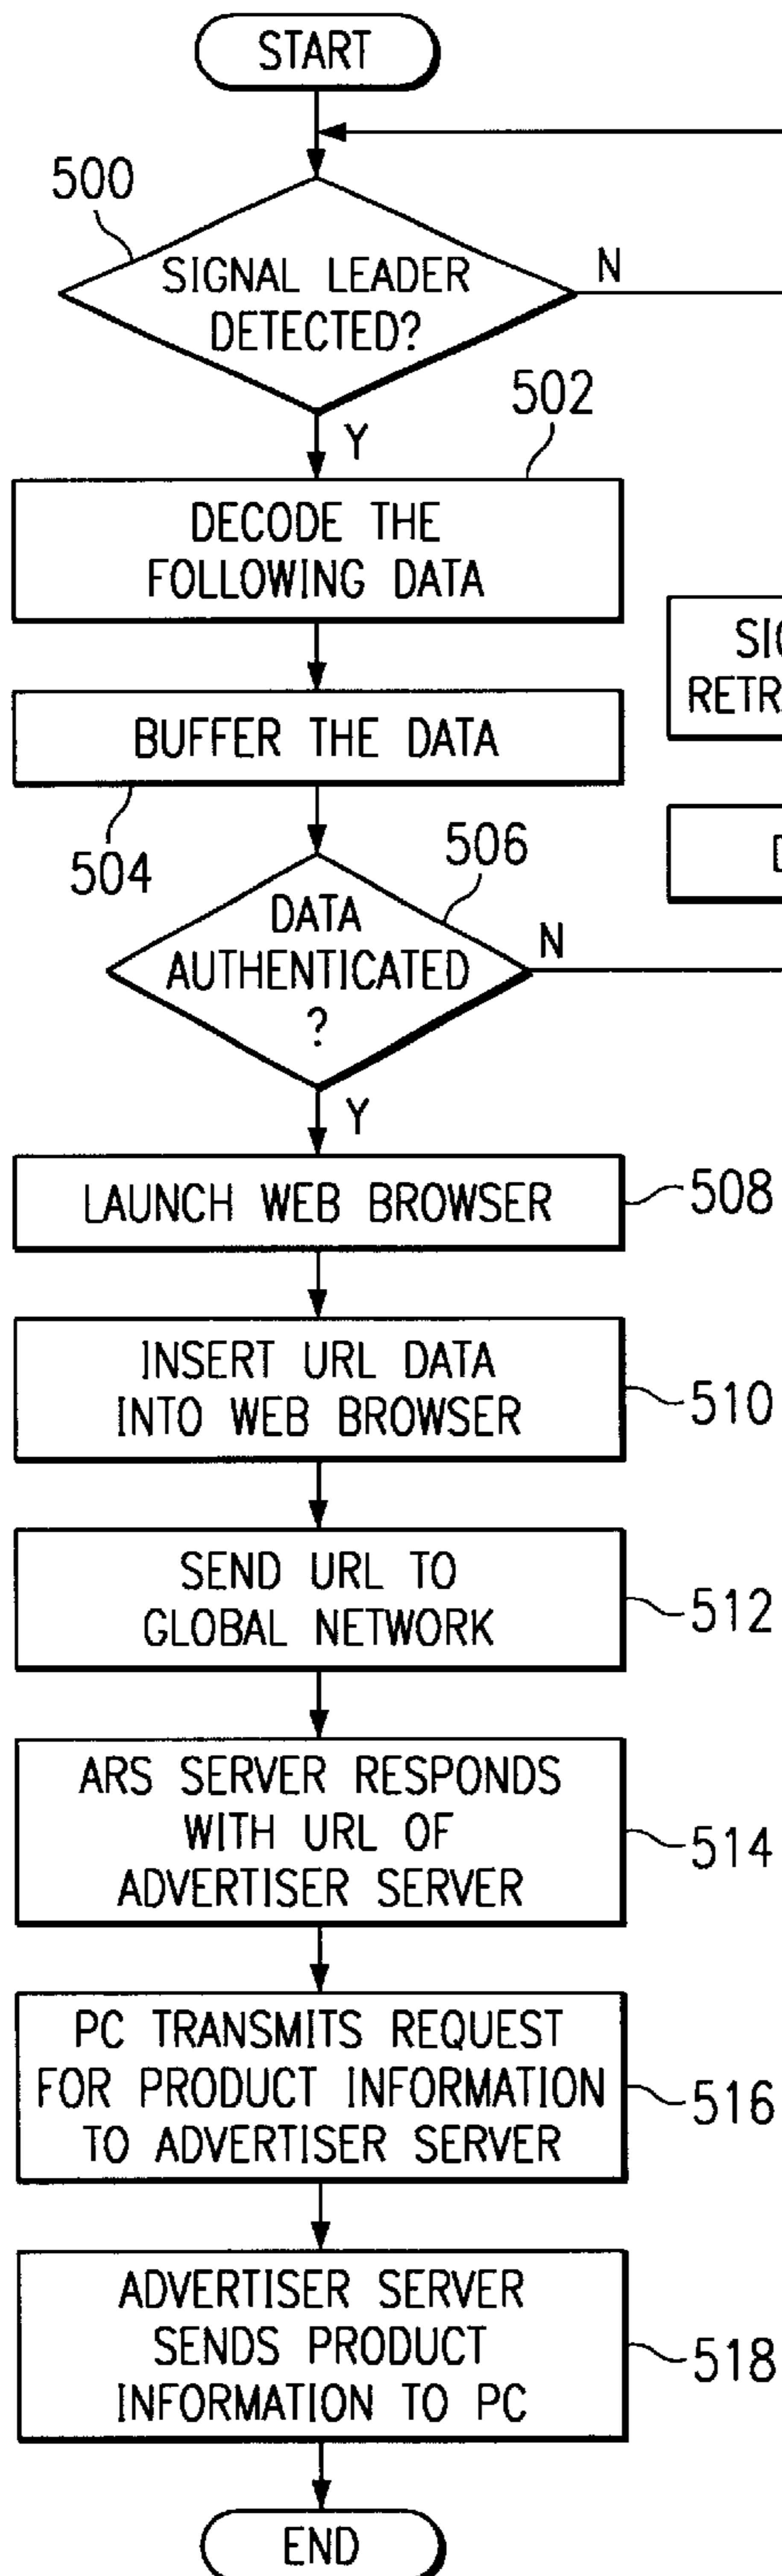 START
500
SIGNAL LEADER
DETECTED?
N
Y
502
DECODE THE
FOLLOWING DATA
BUFFER THE DATA
504
506
DATA
AUTHENTICATED
?
N
Y
LAUNCH WEB BROWSER
508
INSERT URL DATA
INTO WEB BROWSER
510
SEND URL TO
GLOBAL NETWORK
512
ARS SERVER RESPONDS
WITH URL OF
ADVERTISER SERVER
514
PC TRANSMITS REQUEST
FOR PRODUCT INFORMATION
TO ADVERTISER SERVER
516
ADVERTISER SERVER
SENDS PRODUCT
INFORMATION TO PC
518
END